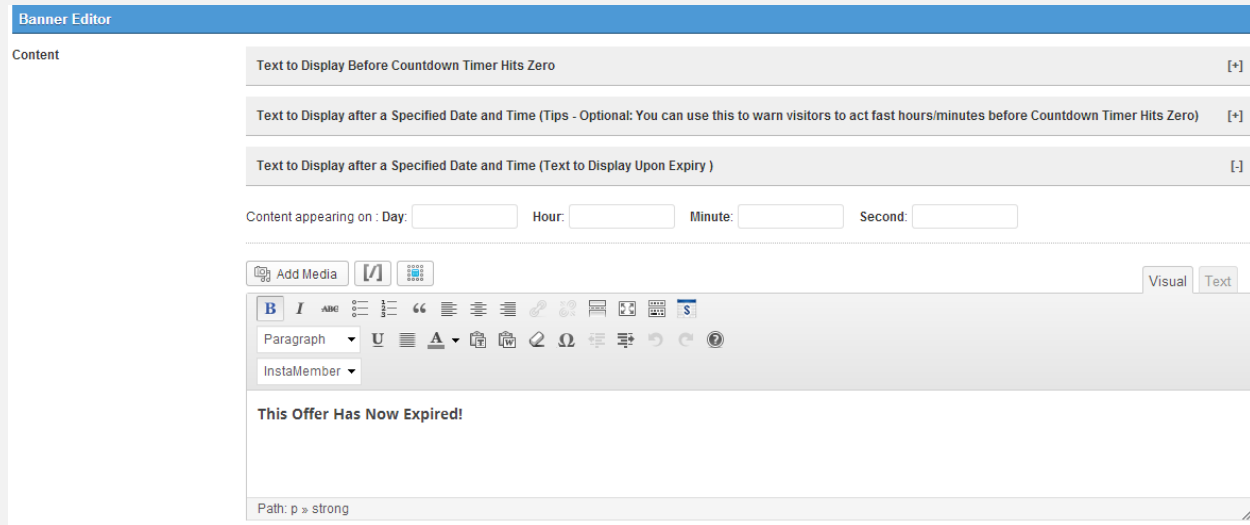 Banner Editor
Content
Text to Display Before Countdown Timer Hits Zero [+]
Text to Display after a Specified Date and Time (Tips - Optional: You can use this to warn visitors to act fast hours/minutes before Countdown Timer Hits Zero) [+]
Text to Display after a Specified Date and Time (Text to Display Upon Expiry ) [-]
Content appearing on : Day: Hour: Minute: Second:
Add Media [/] Visual Text
B I ABC S
Paragraph U A T W Ω ?
InstaMember
This Offer Has Now Expired!
Path: p » strong